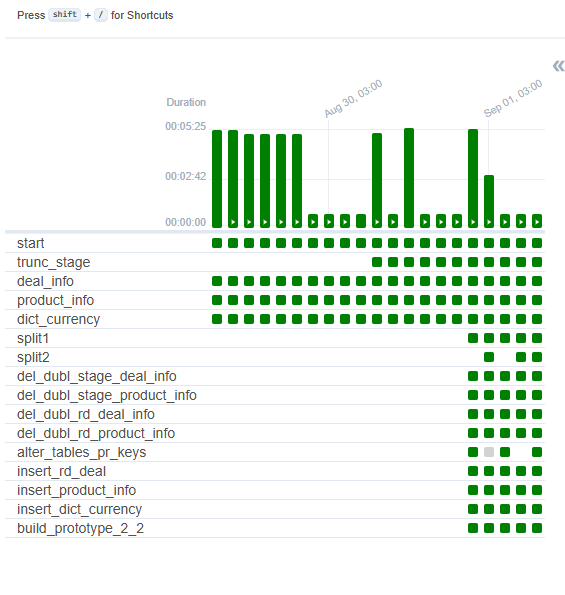 Press shift + / for Shortcuts
«
Duration
Aug 30, 03:00
Sep 01, 03:00
00:05:25
00:02:42
00:00:00
start
trunc_stage
deal_info
product_info
dict_currency
split1
split2
del_dubl_stage_deal_info
del_dubl_stage_product_info
del_dubl_rd_deal_info
del_dubl_rd_product_info
alter_tables_pr_keys
insert_rd_deal
insert_product_info
insert_dict_currency
build_prototype_2_2